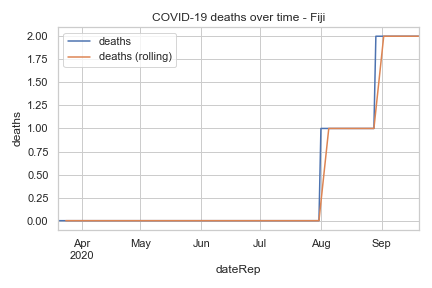 COVID-19 deaths over time - Fiji
deaths
deaths (rolling)
2.00
1.75
1.50
1.25
1.00
0.75
0.50
0.25
0.00
deaths
Apr May Jun Jul Aug Sep
2020
dateRep